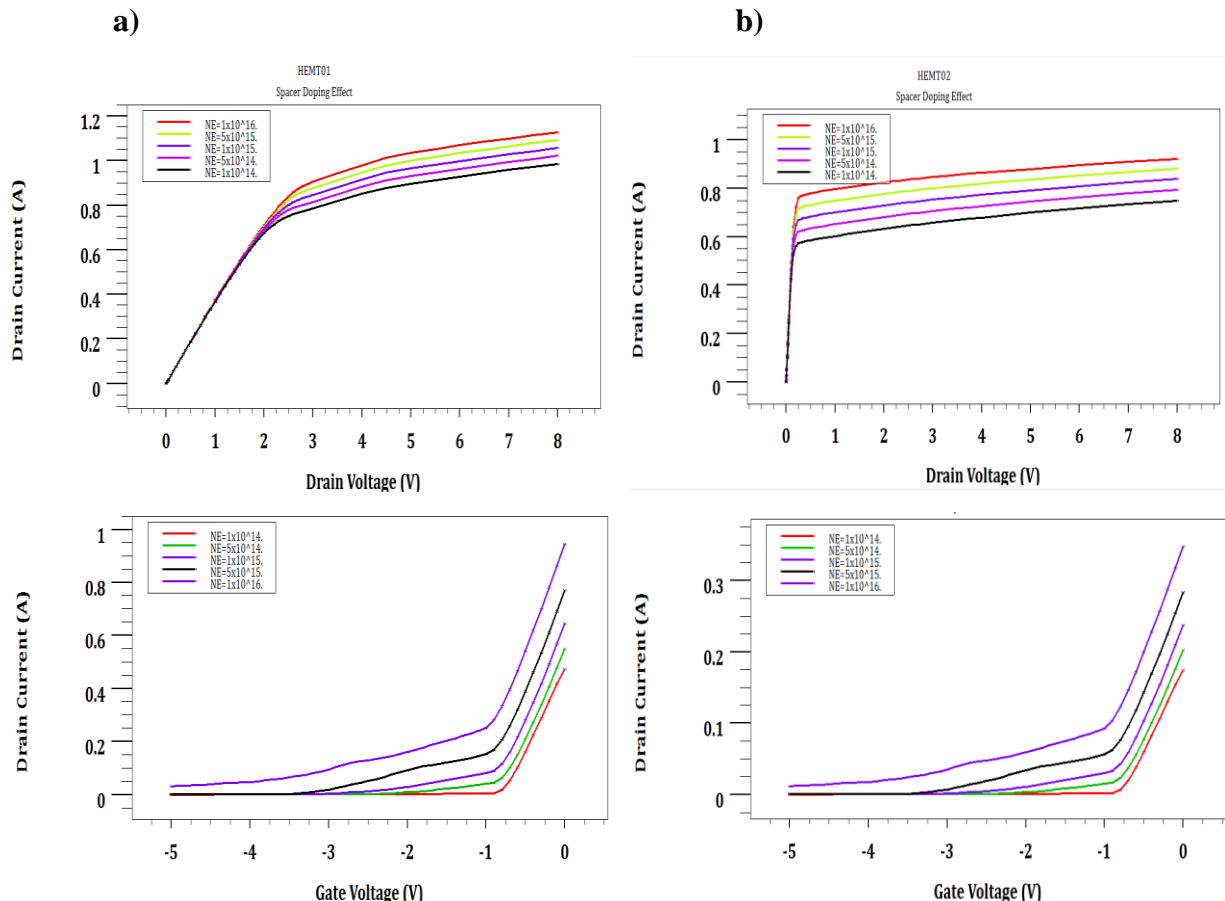 a)
HEMT01
Spacer Doping Effect
NE=1x10^16.
NE=5x10^15.
NE=1x10^15.
NE=5x10^14.
NE=1x10^14.
1.2
1
0.8
0.6
0.4
0.2
0
Drain Current (A)
0 1 2 3 4 5 6 7 8
Drain Voltage (V)
b)
HEMT02
Spacer Doping Effect
NE=1x10^16.
NE=5x10^15.
NE=1x10^15.
NE=5x10^14.
NE=1x10^14.
1
0.8
0.6
0.4
0.2
0
Drain Current (A)
0 1 2 3 4 5 6 7 8
Drain Voltage (V)
NE=1x10^14.
NE=5x10^14.
NE=1x10^15.
NE=5x10^15.
NE=1x10^16.
1
0.8
0.6
0.4
0.2
0
Drain Current (A)
-5 -4 -3 -2 -1 0
Gate Voltage (V)
NE=1x10^14.
NE=5x10^14.
NE=1x10^15.
NE=5x10^15.
NE=1x10^16.
0.3
0.2
0.1
0
Drain Current (A)
-5 -4 -3 -2 -1 0
Gate Voltage (V)